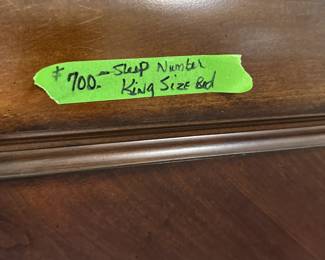 $700.- Sleep Number
King Size Bed